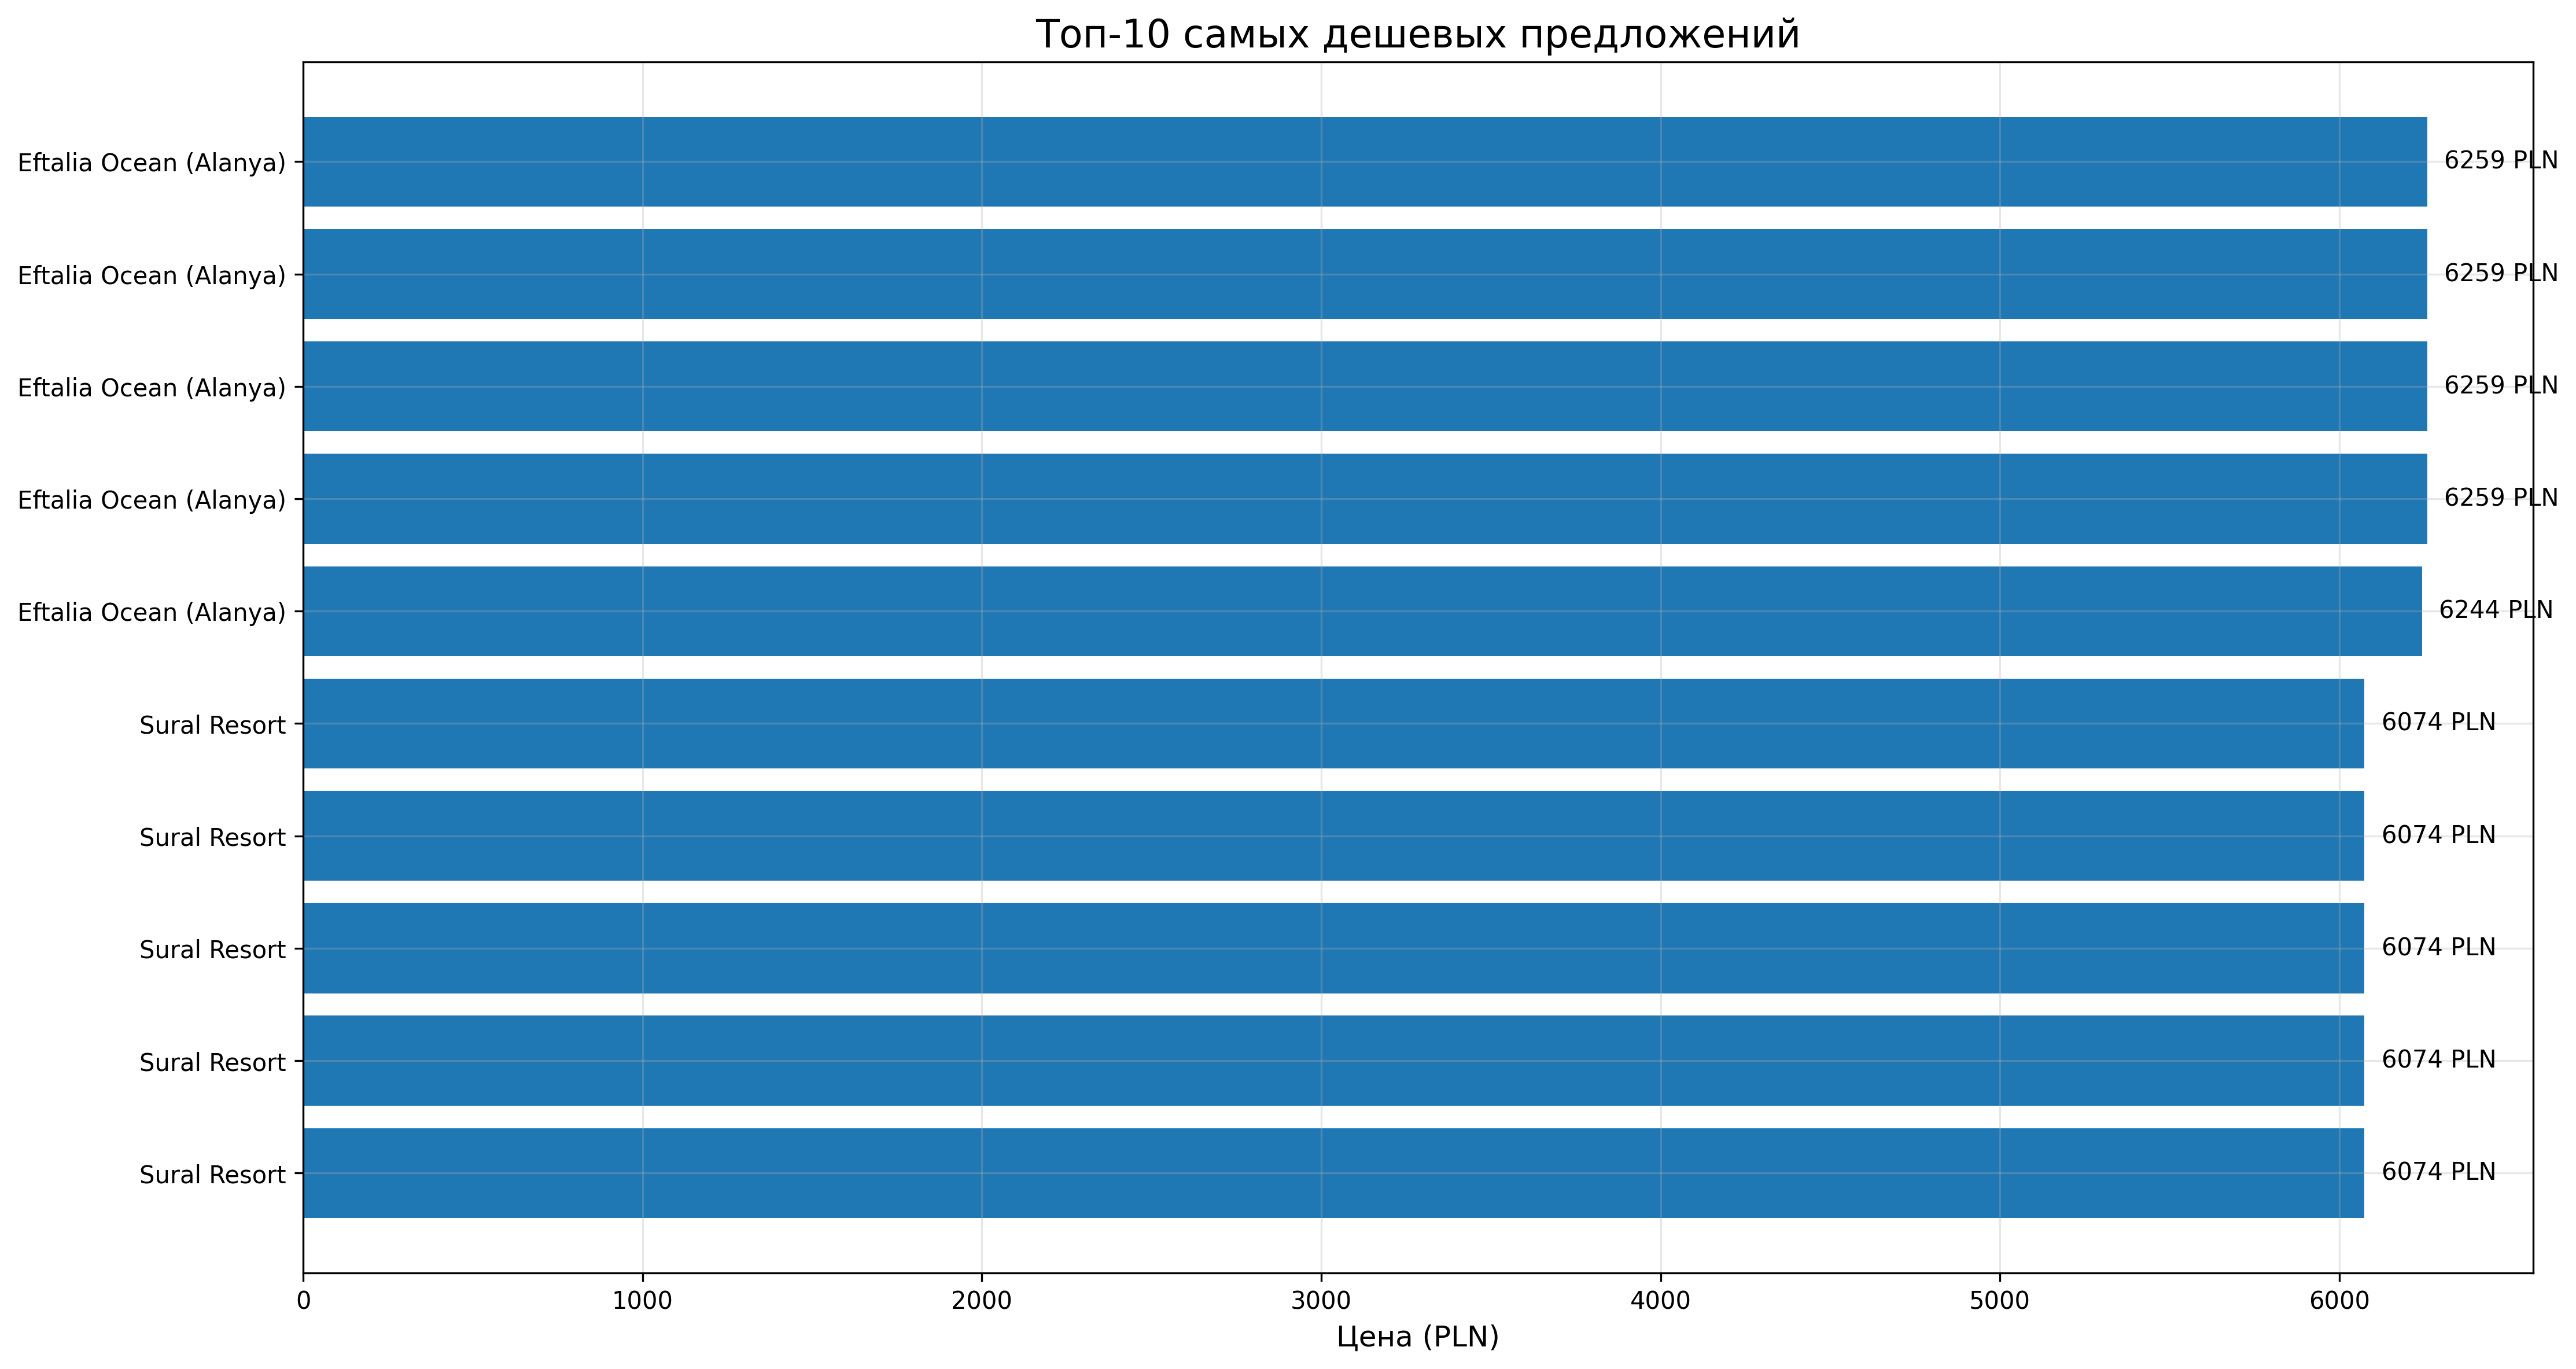 Топ-10 самых дешевых предложений
Eftalia Ocean (Alanya) 6259 PLN
Eftalia Ocean (Alanya) 6259 PLN
Eftalia Ocean (Alanya) 6259 PLN
Eftalia Ocean (Alanya) 6259 PLN
Eftalia Ocean (Alanya) 6244 PLN
Sural Resort 6074 PLN
Sural Resort 6074 PLN
Sural Resort 6074 PLN
Sural Resort 6074 PLN
Sural Resort 6074 PLN
0 1000 2000 3000 4000 5000 6000
Цена (PLN)